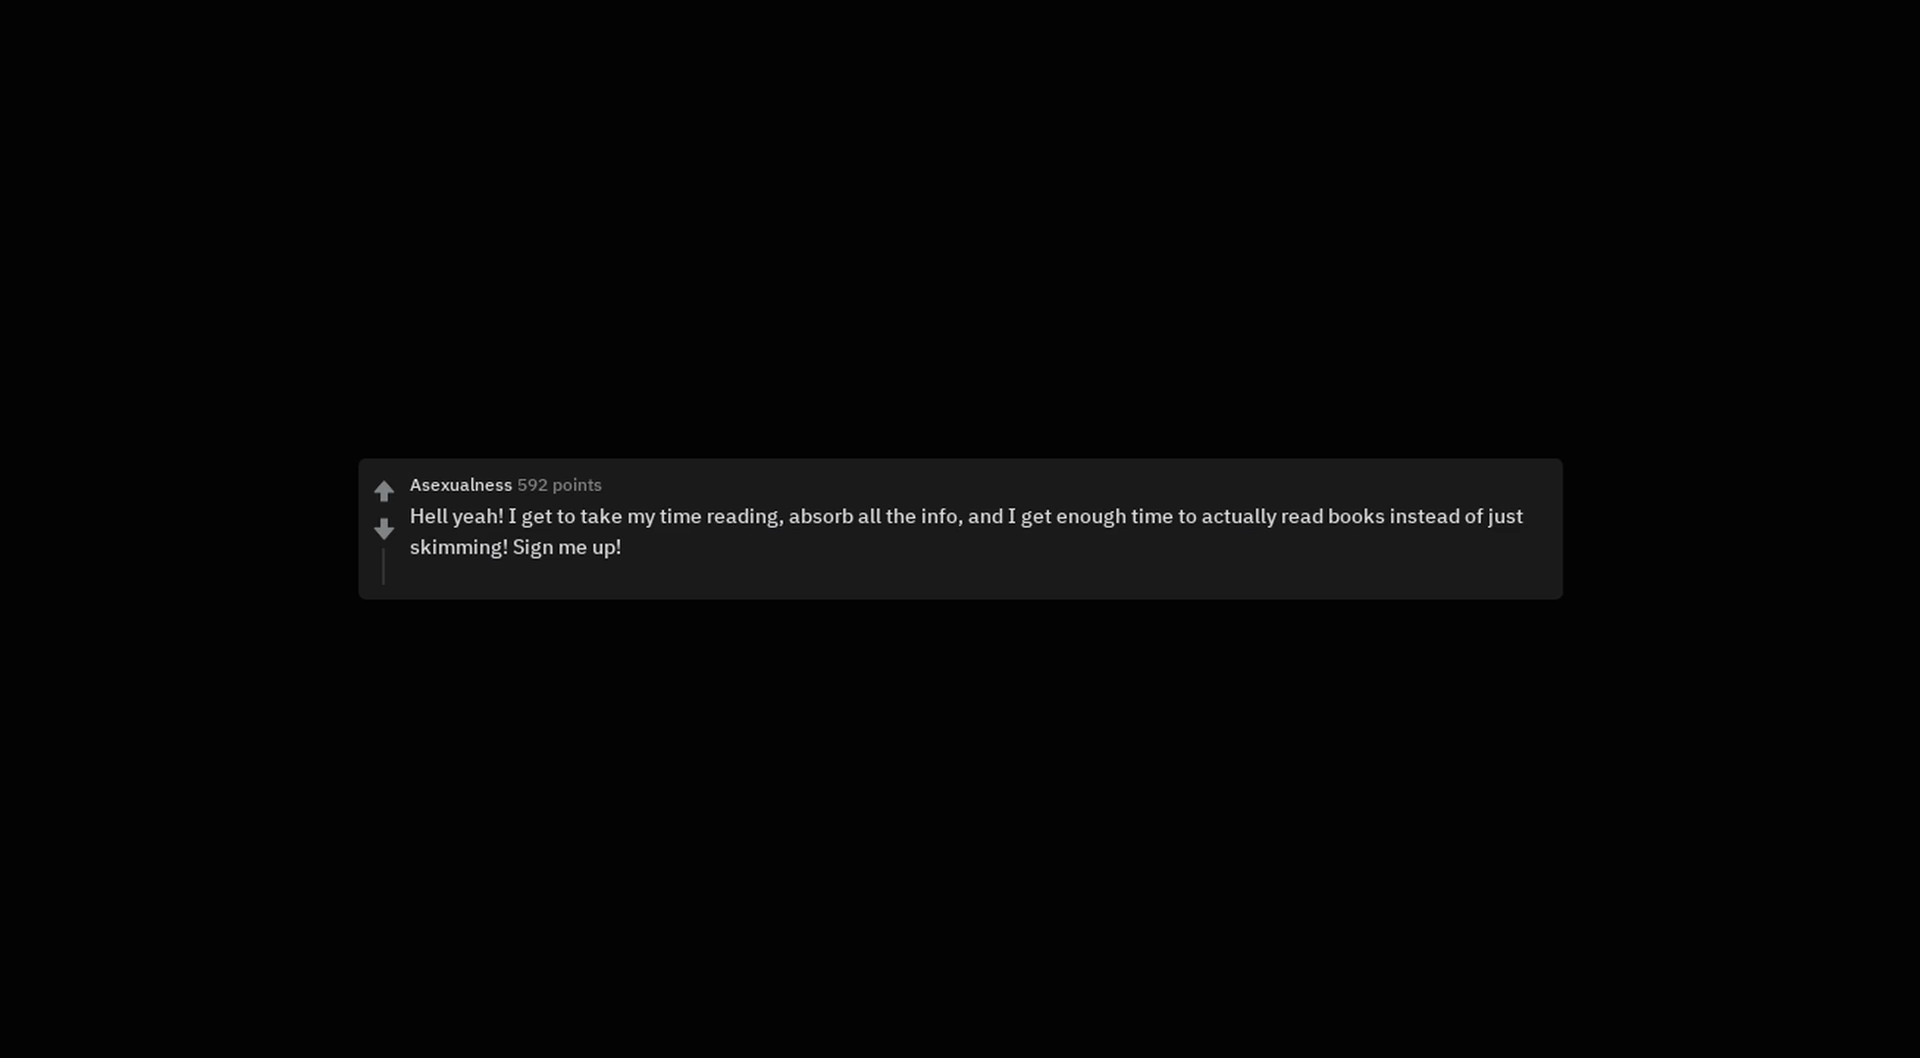 Asexualness 592 points
Hell yeah! I get to take my time reading, absorb all the info, and I get enough time to actually read books instead of just
skimming! Sign me up!